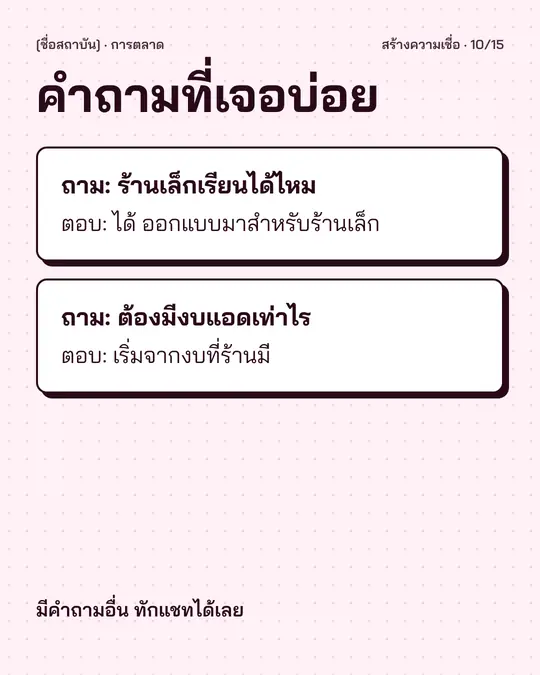 [ชื่อสถาบัน] · การตลาด
สร้างความเชื่อ · 10/15
คำถามที่เจอบ่อย
ถาม: ร้านเล็กเรียนได้ไหม
ตอบ: ได้ ออกแบบมาสำหรับร้านเล็ก
ถาม: ต้องมีงบแอดเท่าไร
ตอบ: เริ่มจากงบที่ร้านมี
มีคำถามอื่น ทักแชทได้เลย